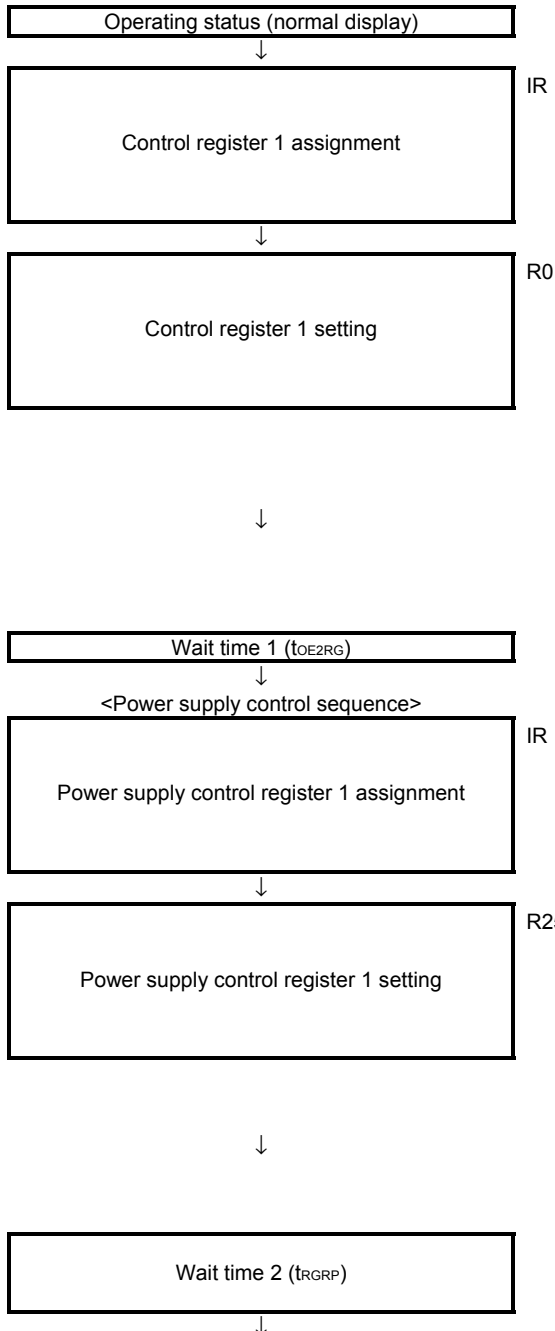 Operating status (normal display)
↓
IR
Control register 1 assignment
↓
R0
Control register 1 setting
↓
Wait time 1 (tOE2RG)
↓
<Power supply control sequence>
IR
Power supply control register 1 assignment
↓
Power supply control register 1 setting
↓
Wait time 2 (tRGRP)
↓